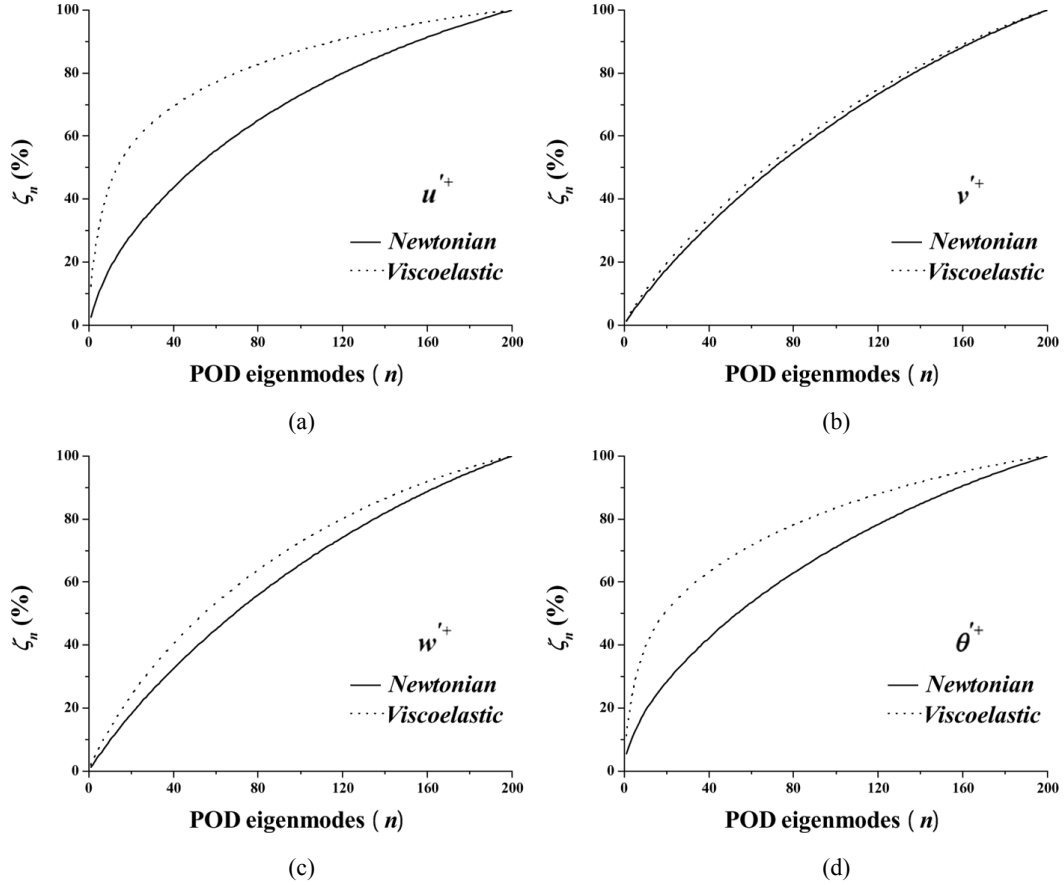 100
80
60
40
20
0
ζn (%)
u'+
Newtonian
Viscoelastic
0 40 80 120 160 200
POD eigenmodes ( n)
(a)
100
80
60
40
20
0
ζn (%)
v'+
Newtonian
Viscoelastic
0 40 80 120 160 200
POD eigenmodes ( n)
(b)
100
80
60
40
20
0
ζn (%)
w'+
Newtonian
Viscoelastic
0 40 80 120 160 200
POD eigenmodes ( n)
(c)
100
80
60
40
20
0
ζn (%)
θ'+
Newtonian
Viscoelastic
0 40 80 120 160 200
POD eigenmodes ( n)
(d)